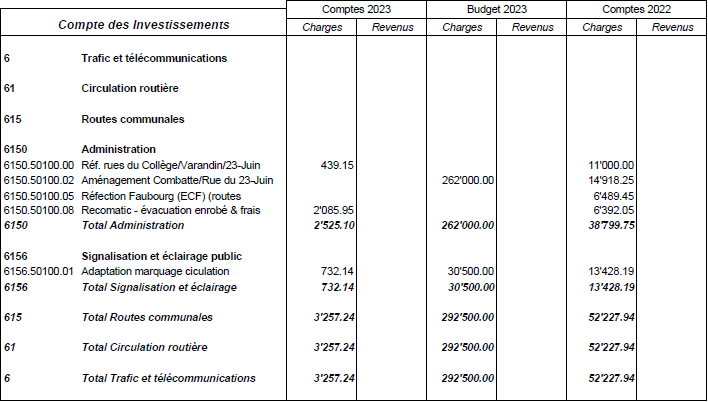 Compte des Investissements Comptes 2023 Budget 2023 Comptes 2022
Charges Revenus Charges Revenus Charges Revenus
6 Trafic et télécommunications
61 Circulation routière
615 Routes communales
6150 Administration
6150.50100.00 Réf. rues du Collège/Varandin/23-Juin 439.15 11'000.00
6150.50100.02 Aménagement Combatte/Rue du 23-Juin 262'000.00 14'918.25
6150.50100.05 Réfection Faubourg (ECF) (routes 6'489.45
6150.50100.08 Recomatic - évacuation enrobé & frais 2'085.95 6'392.05
6150 Total Administration 2'525.10 262'000.00 38'799.75
6156 Signalisation et éclairage public
6156.50100.01 Adaptation marquage ciculation 732.14 30'500.00 13'428.19
6156 Total Signalisation et éclairage 732.14 30'500.00 13'428.19
615 Total Routes communales 3'257.24 292'500.00 52'227.94
61 Total Circulation routière 3'257.24 292'500.00 52'227.94
6 Total Trafic et télécommunications 3'257.24 292'500.00 52'227.94